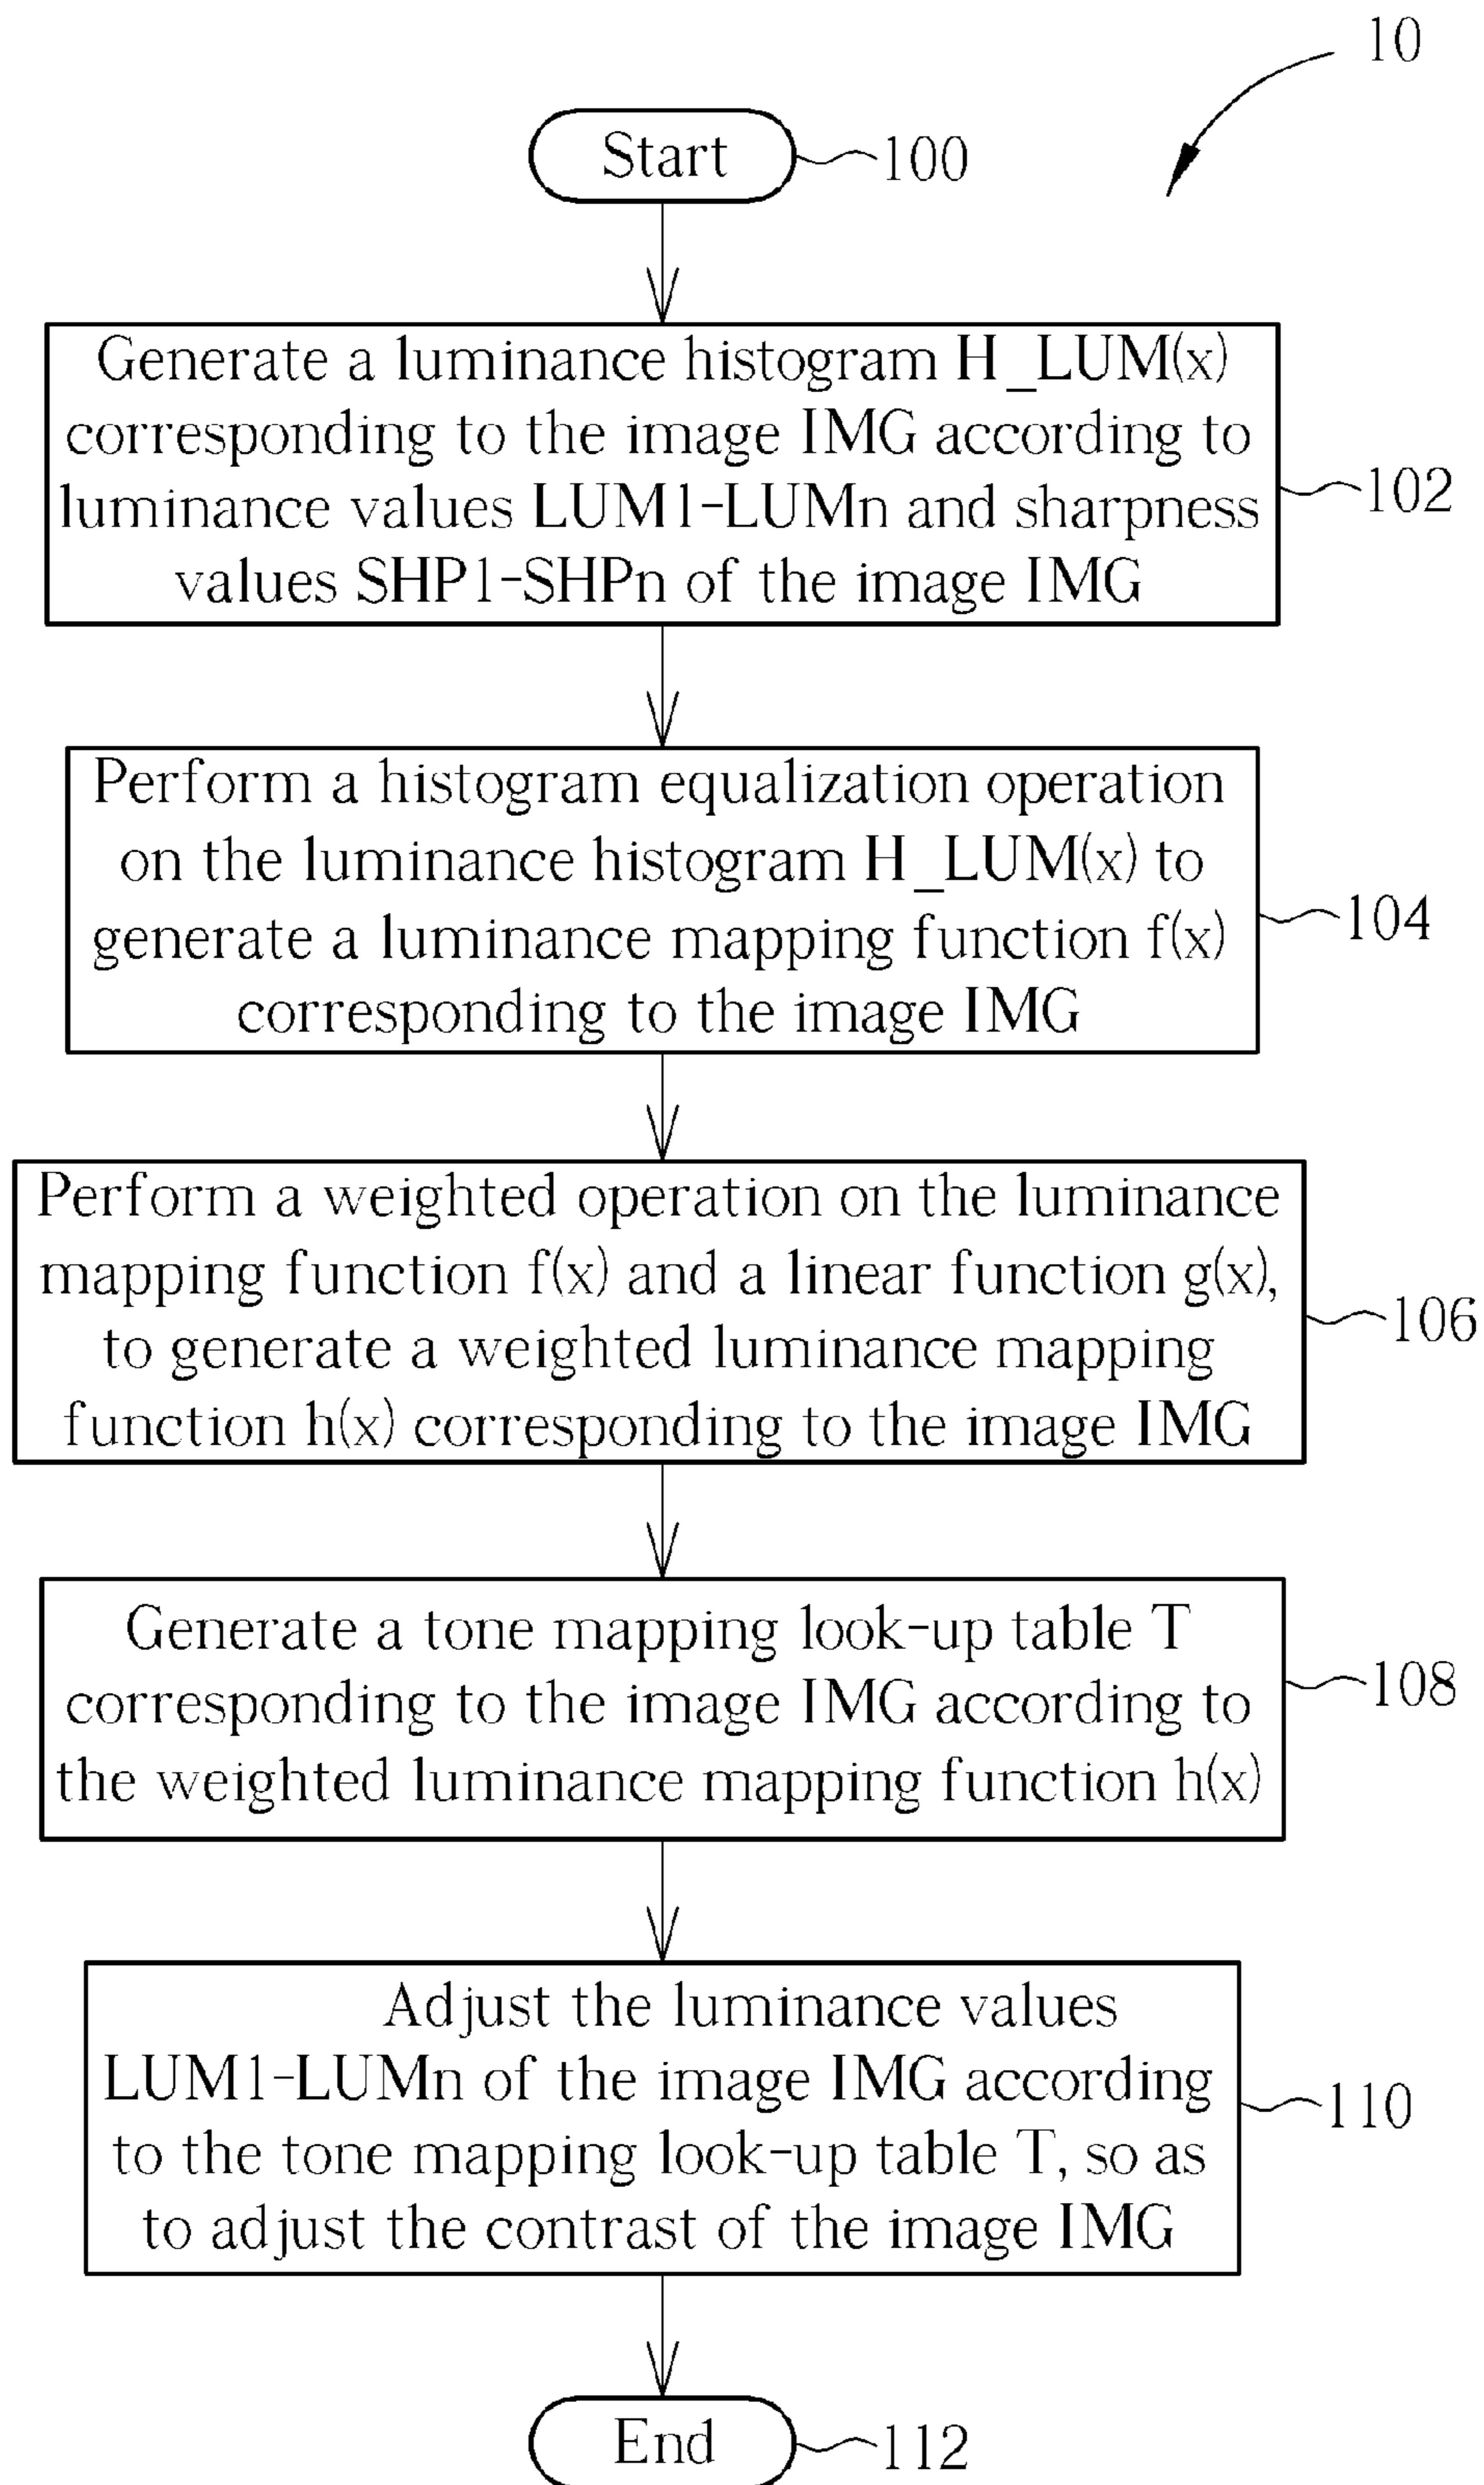 10
Start
100
Generate a luminance histogram H_LUM(x)
corresponding to the image IMG according to
luminance values LUM1-LUMn and sharpness
values SHP1-SHPn of the image IMG
102
Perform a histogram equalization operation
on the luminance histogram H_LUM(x) to
generate a luminance mapping function f(x)
corresponding to the image IMG
104
Perform a weighted operation on the luminance
mapping function f(x) and a linear function g(x),
to generate a weighted luminance mapping
function h(x) corresponding to the image IMG
106
Generate a tone mapping look-up table T
corresponding to the image IMG according to
the weighted luminance mapping function h(x)
108
Adjust the luminance values
LUM1-LUMn of the image IMG according
to the tone mapping look-up table T, so as
to adjust the contrast of the image IMG
110
End
112